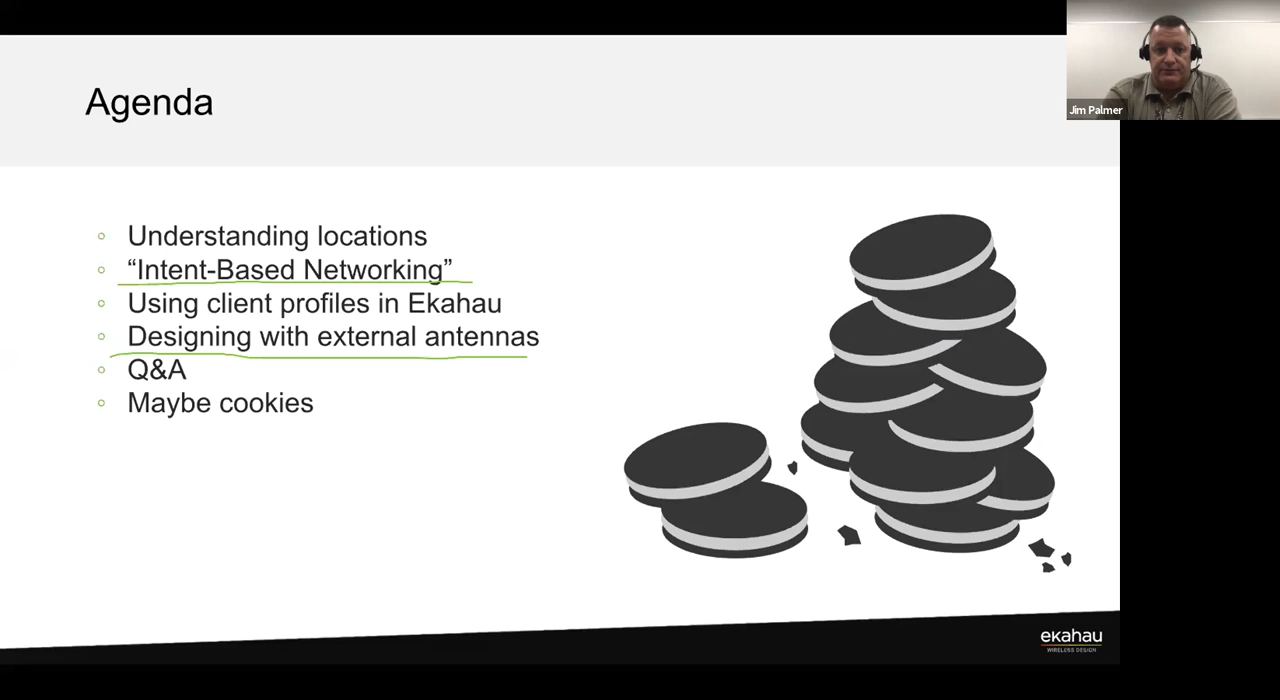 Agenda
Jim Palmer
Understanding locations
“Intent-Based Networking”
Using client profiles in Ekahau
Designing with external antennas
Q&A
Maybe cookies
ekahau
WIRELESS DESIGN